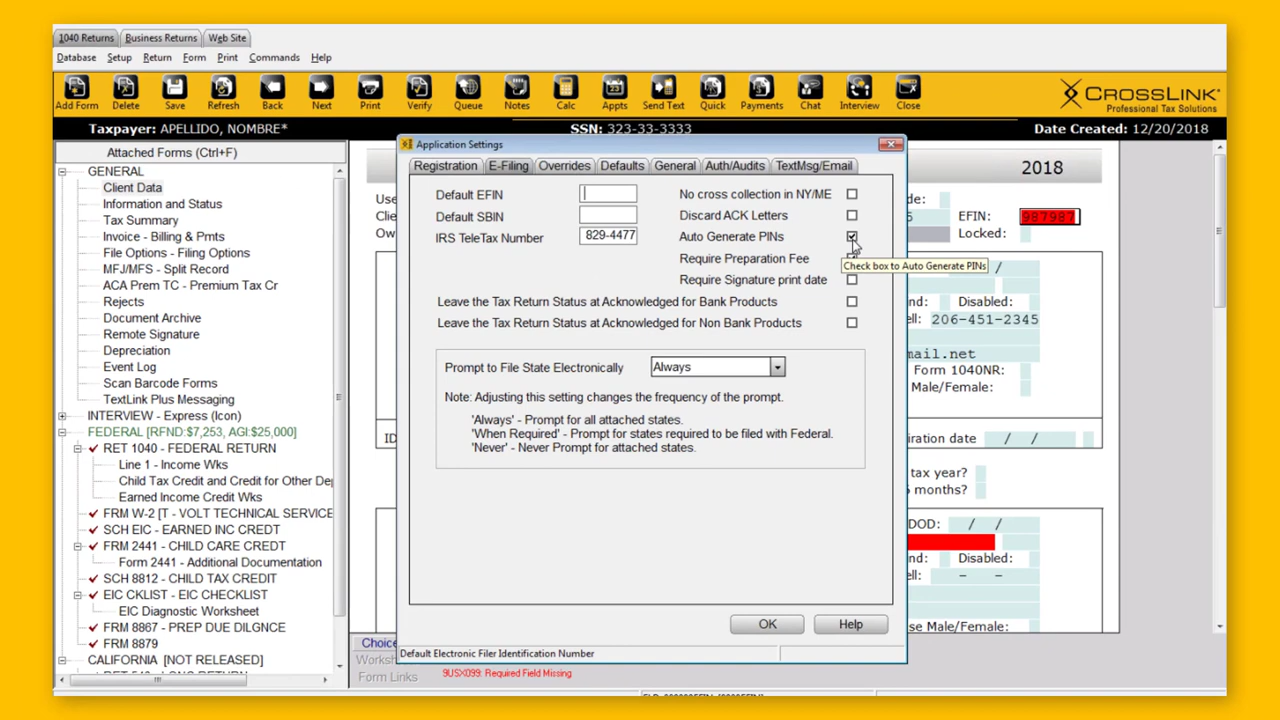 1040 Returns Business Returns Web Site
Database Setup Return Form Print Commands Help
Add Form Delete Save Refresh Back Next Print Verify Queue Notes Calc Appts Send Text Quick Payments Chat Interview Close
CROSSLINK
Professional Tax Solutions
Taxpayer: APELLIDO, NOMBRE* SSN: 323-33-3333 Date Created: 12/20/2018
Attached Forms (Ctrl+F)
GENERAL
Client Data
Information and Status
Tax Summary
Invoice - Billing & Pmts
File Options - Filing Options
MFJ/MFS - Split Record
ACA Prem TC - Premium Tax Cr
Rejects
Document Archive
Remote Signature
Depreciation
Event Log
Scan Barcode Forms
TextLink Plus Messaging
INTERVIEW - Express (Icon)
FEDERAL [RFND:$7,253, AGI:$25,000]
RET 1040 - FEDERAL RETURN
Line 1 - Income Wks
Child Tax Credit and Credit for Other De
Earned Income Credit Wks
FRM W-2 [T - VOLT TECHNICAL SERVICE
SCH EIC - EARNED INC CREDT
FRM 2441 - CHILD CARE CREDT
Form 2441 - Additional Documentation
SCH 8812 - CHILD TAX CREDIT
EIC CKLIST - EIC CHECKLIST
EIC Diagnostic Worksheet
FRM 8867 - PREP DUE DILGNCE
FRM 8879
CALIFORNIA [NOT RELEASED]
Application Settings
Registration E-Filing Overrides Defaults General Auth/Audits TextMsg/Email
Default EFIN No cross collection in NY/ME
Default SBIN Discard ACK Letters
IRS TeleTax Number 829-4477 Auto Generate PINs
Require Preparation Fee
Check box to Auto Generate PINs
Require Signature print date
Leave the Tax Return Status at Acknowledged for Bank Products
Leave the Tax Return Status at Acknowledged for Non Bank Products
Prompt to File State Electronically Always
Note: Adjusting this setting changes the frequency of the prompt.
'Always' - Prompt for all attached states.
'When Required' - Prompt for states required to be filed with Federal.
'Never' - Never Prompt for attached states.
OK Help
Default Electronic Filer Identification Number
2018
EFIN: 987987
Locked:
Disabled:
206-451-2345
mail.net
Form 1040NR:
Male/Female:
ID
/ /
tax year?
months?
DOD: / /
Disabled:
- -
Male/Female:
Choice
Worksh
Form Links
9USX099: Required Field Missing